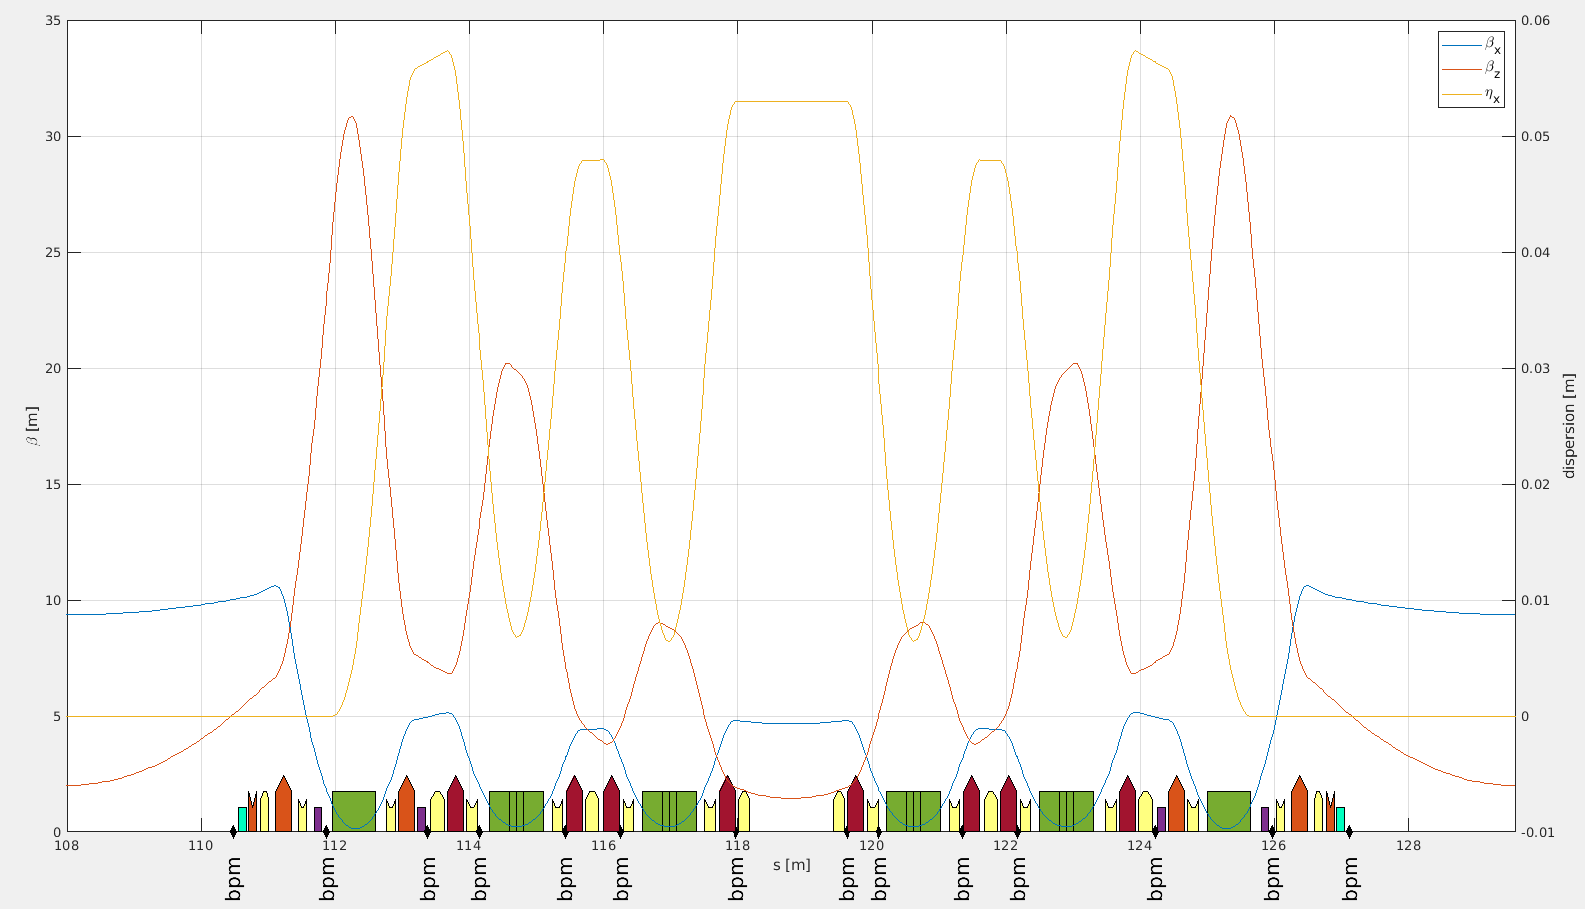 35
30
25
20
15
10
5
0
β [m]
0.06
0.05
0.04
0.03
0.02
0.01
0
-0.01
dispersion [m]
βx
βz
ηx
108 110 112 114 116 118 120 122 124 126 128
s [m]
bpm bpm bpm bpm bpm bpm bpm bpm bpm bpm bpm bpm bpm bpm